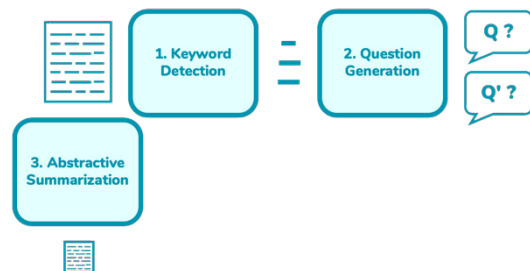 1. Keyword
Detection
2. Question
Generation
Q ?
Q' ?
3. Abstractive
Summarization